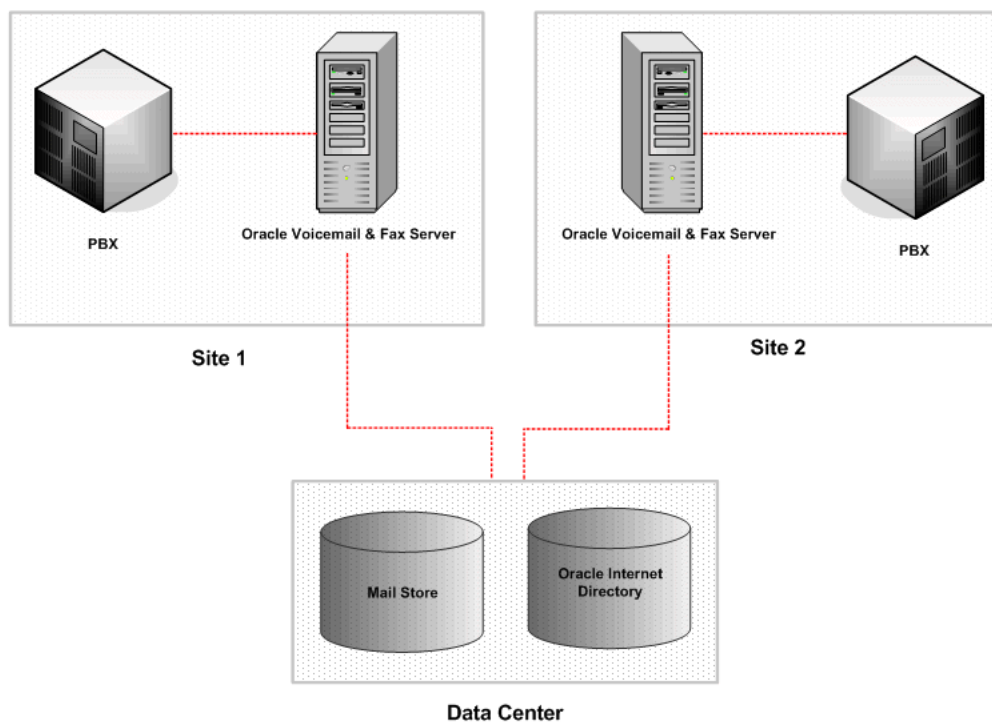 PBX
Oracle Voicemail & Fax Server
Site 1
Oracle Voicemail & Fax Server
PBX
Site 2
Mail Store
Oracle Internet
Directory
Data Center